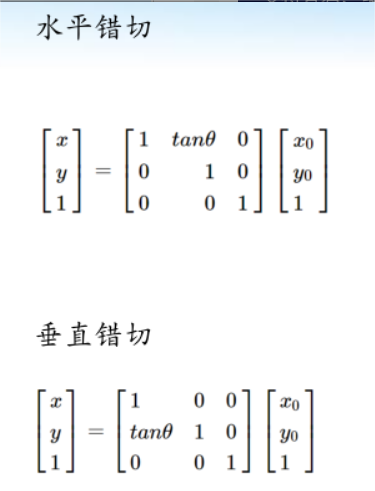 水平错切
[x] = [1 tanθ 0] [x₀]
[y] = [0 1 0] [y₀]
[1] = [0 0 1] [1]
垂直错切
[x] = [1 0 0] [x₀]
[y] = [tanθ 1 0] [y₀]
[1] = [0 0 1] [1]